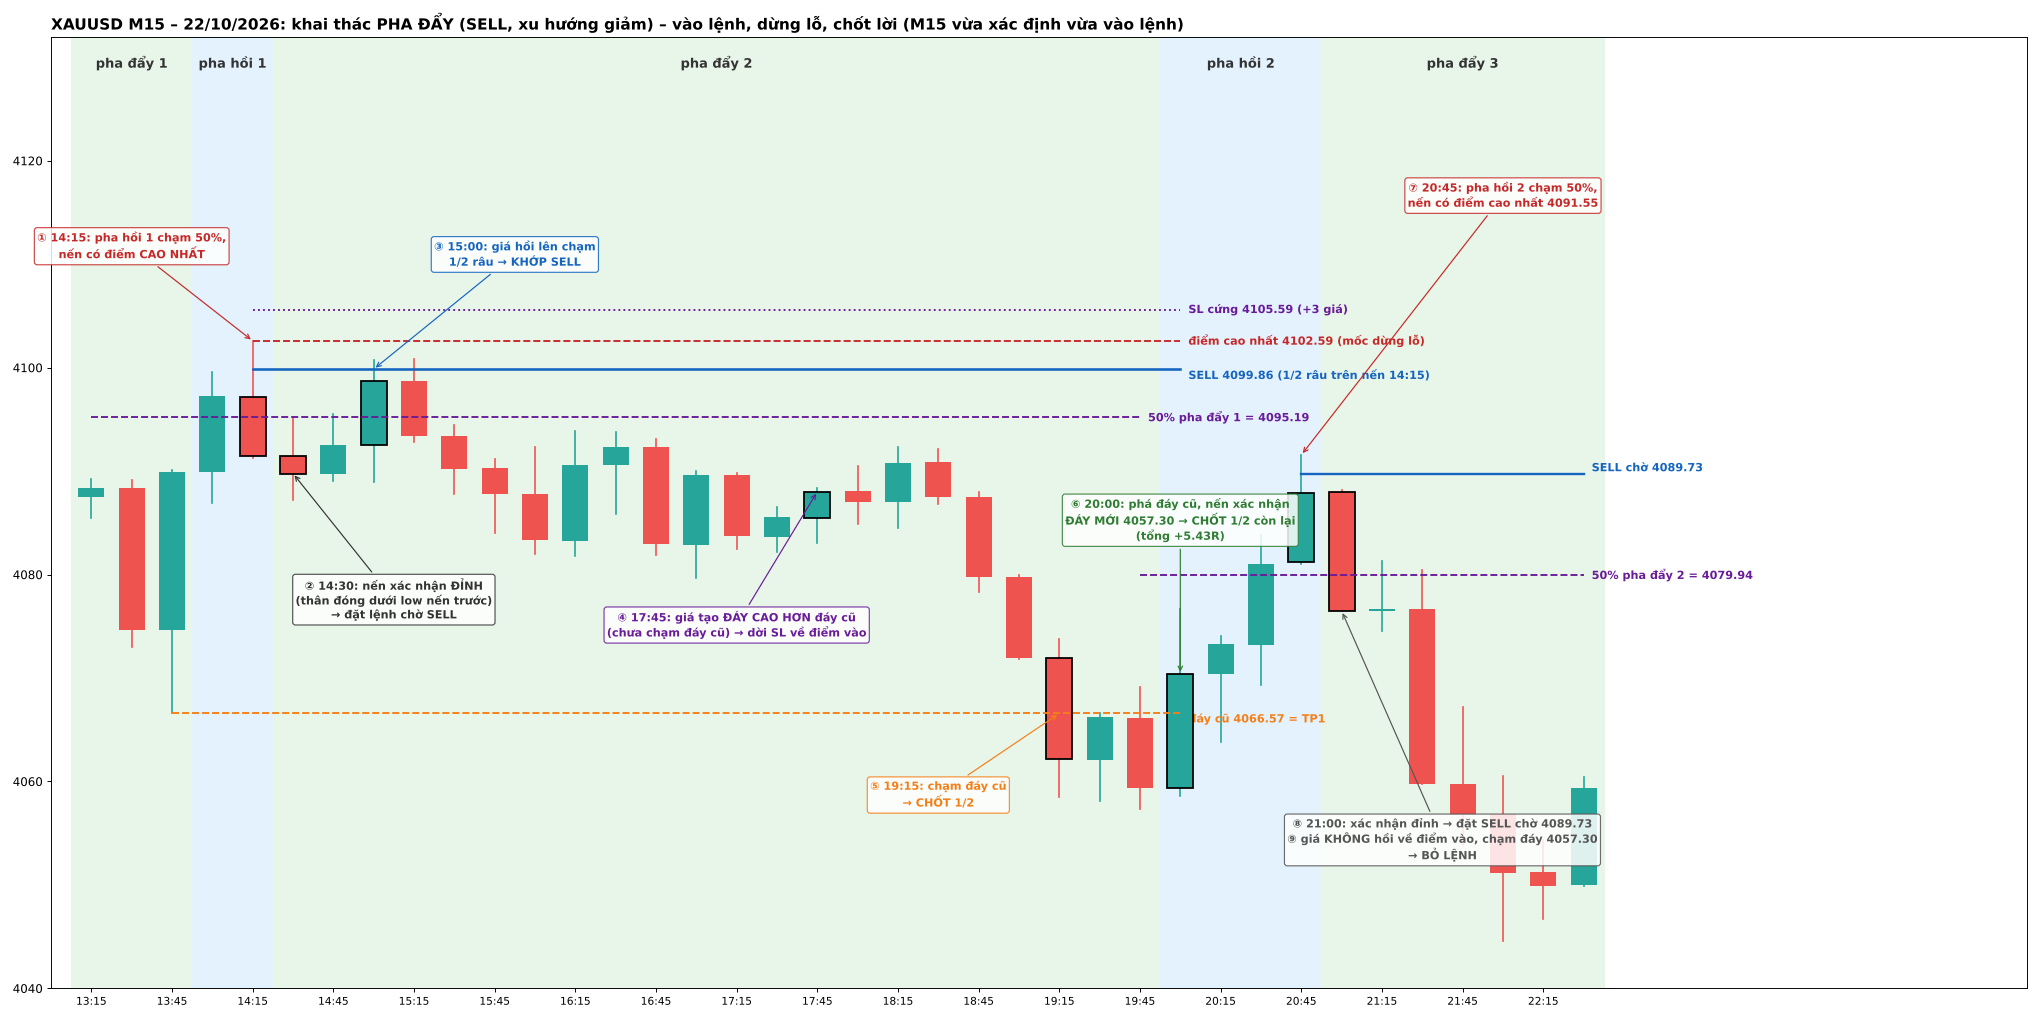 XAUUSD M15 – 22/10/2026: khai thác PHA ĐẨY (SELL, xu hướng giảm) – vào lệnh, dừng lỗ, chốt lời (M15 vừa xác định vừa vào lệnh)
pha đẩy 1
pha hồi 1
pha đẩy 2
pha hồi 2
pha đẩy 3
4120
4100
4080
4060
4040
⑦ 20:45: pha hồi 2 chạm 50%,
nến có điểm cao nhất 4091.55
① 14:15: pha hồi 1 chạm 50%,
nến có điểm CAO NHẤT
③ 15:00: giá hồi lên chạm
1/2 râu → KHỚP SELL
SL cứng 4105.59 (+3 giá)
điểm cao nhất 4102.59 (mốc dừng lỗ)
SELL 4099.86 (1/2 râu trên nến 14:15)
50% pha đẩy 1 = 4095.19
SELL chờ 4089.73
⑥ 20:00: phá đáy cũ, nến xác nhận
ĐÁY MỚI 4057.30 → CHỐT 1/2 còn lại
(tổng +5.43R)
50% pha đẩy 2 = 4079.94
② 14:30: nến xác nhận ĐỈNH
(thân đóng dưới low nến trước)
→ đặt lệnh chờ SELL
④ 17:45: giá tạo ĐÁY CAO HƠN đáy cũ
(chưa chạm đáy cũ) → dời SL về điểm vào
đáy cũ 4066.57 = TP1
⑤ 19:15: chạm đáy cũ
→ CHỐT 1/2
⑧ 21:00: xác nhận đỉnh → đặt SELL chờ 4089.73
⑨ giá KHÔNG hồi về điểm vào, chạm đáy 4057.30
→ BỎ LỆNH
13:15
13:45
14:15
14:45
15:15
15:45
16:15
16:45
17:15
17:45
18:15
18:45
19:15
19:45
20:15
20:45
21:15
21:45
22:15